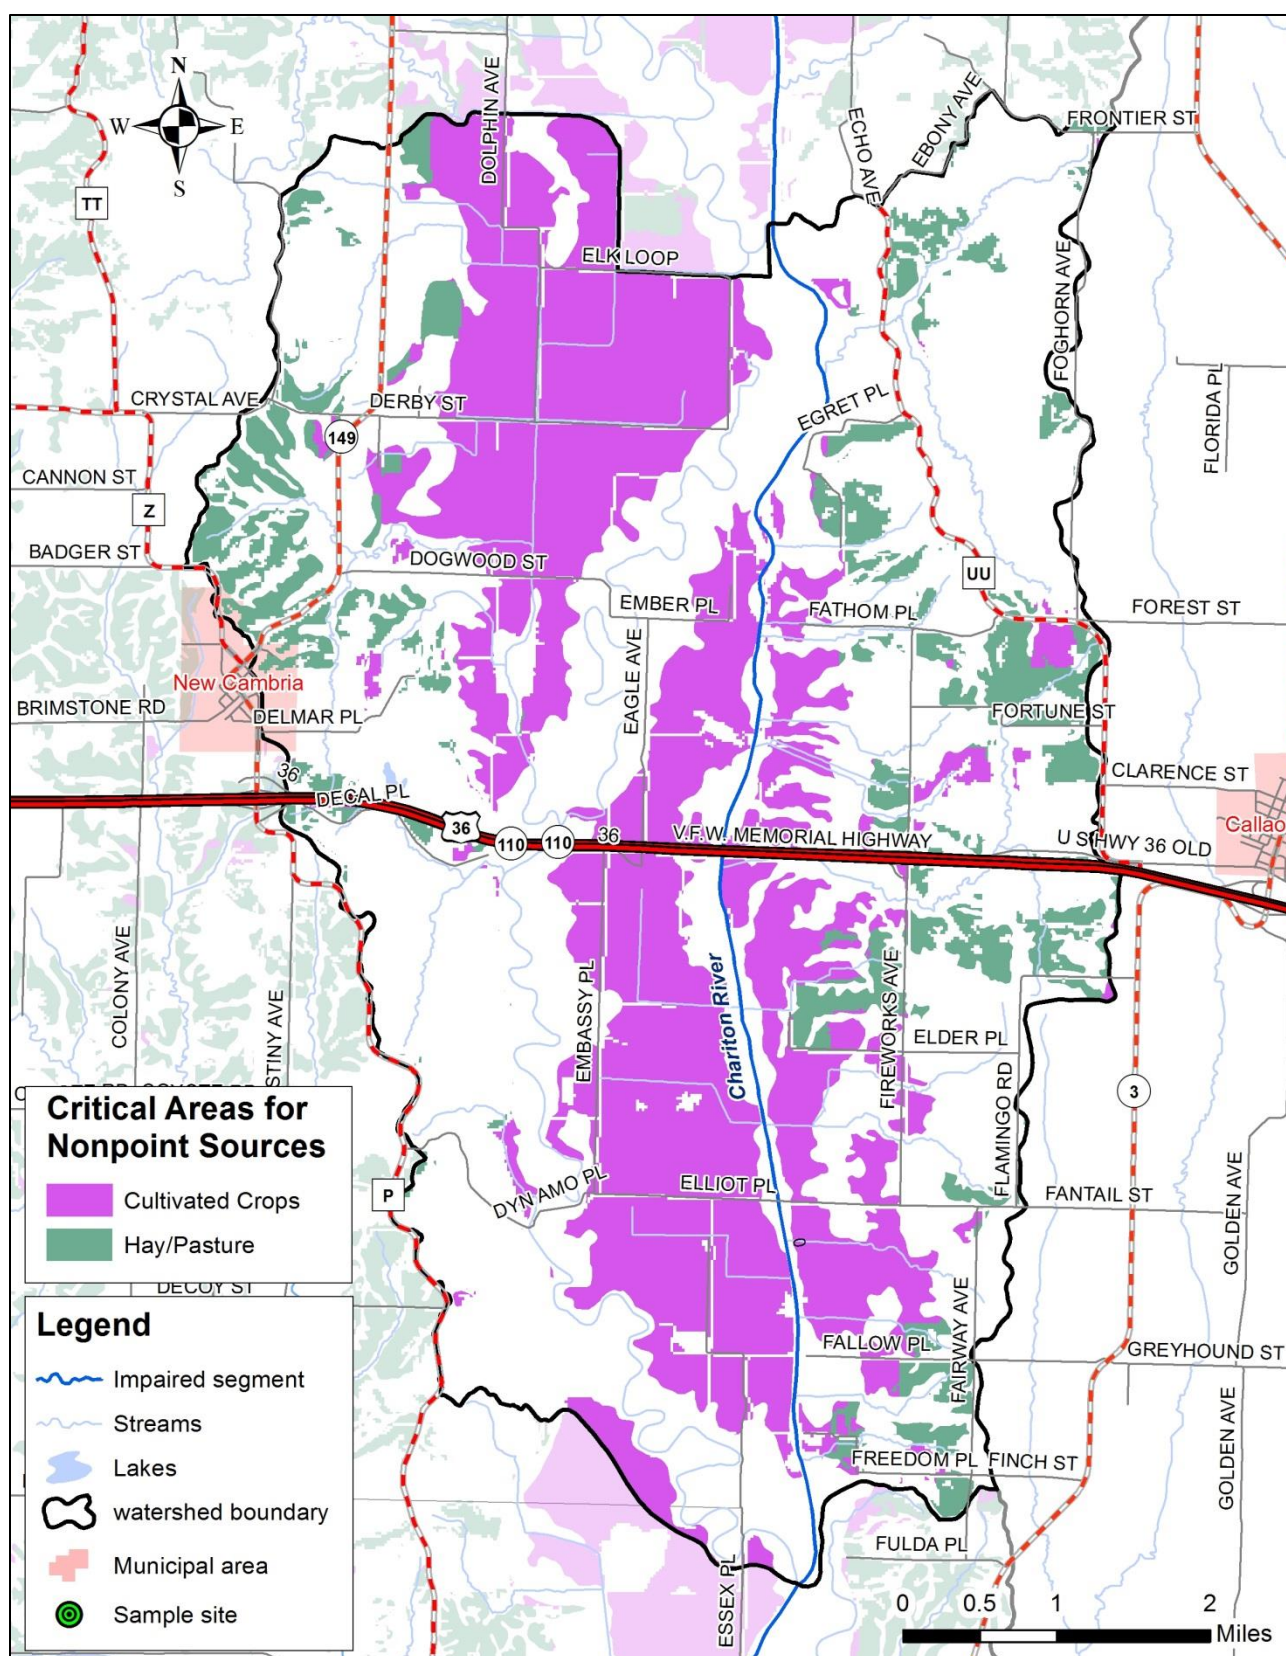 N
W E
S
DOLPHIN AVE
ECHO AVE
EBONY AVE
FRONTIER ST
TT
ELK LOOP
FOGHORN AVE
CRYSTAL AVE
DERBY ST
EGRET PL
FLORIDA PL
149
CANNON ST
Z
BADGER ST
DOGWOOD ST
UU
EMBER PL
FATHOM PL
FOREST ST
EAGLE AVE
New Cambria
BRIMSTONE RD
DELMAR PL
FORTUNE ST
36
DECAL PL
CLARENCE ST
36
110
110
36
V.F.W. MEMORIAL HIGHWAY
U S HWY 36 OLD
Callao
COLONY AVE
STINY AVE
EMBASSY PL
Chariton River
FIREWORKS AVE
ELDER PL
FLAMINGO RD
3
Critical Areas for
Nonpoint Sources
Cultivated Crops
Hay/Pasture
P
DYNAMO PL
ELLIOT PL
FANTAIL ST
GOLDEN AVE
0
DECOY ST
FAIRWAY AVE
FALLOW PL
GREYHOUND ST
GOLDEN AVE
FREEDOM PL
FINCH ST
FULDA PL
ESSEX PL
Legend
Impaired segment
Streams
Lakes
watershed boundary
Municipal area
Sample site
0 0.5 1 2
Miles